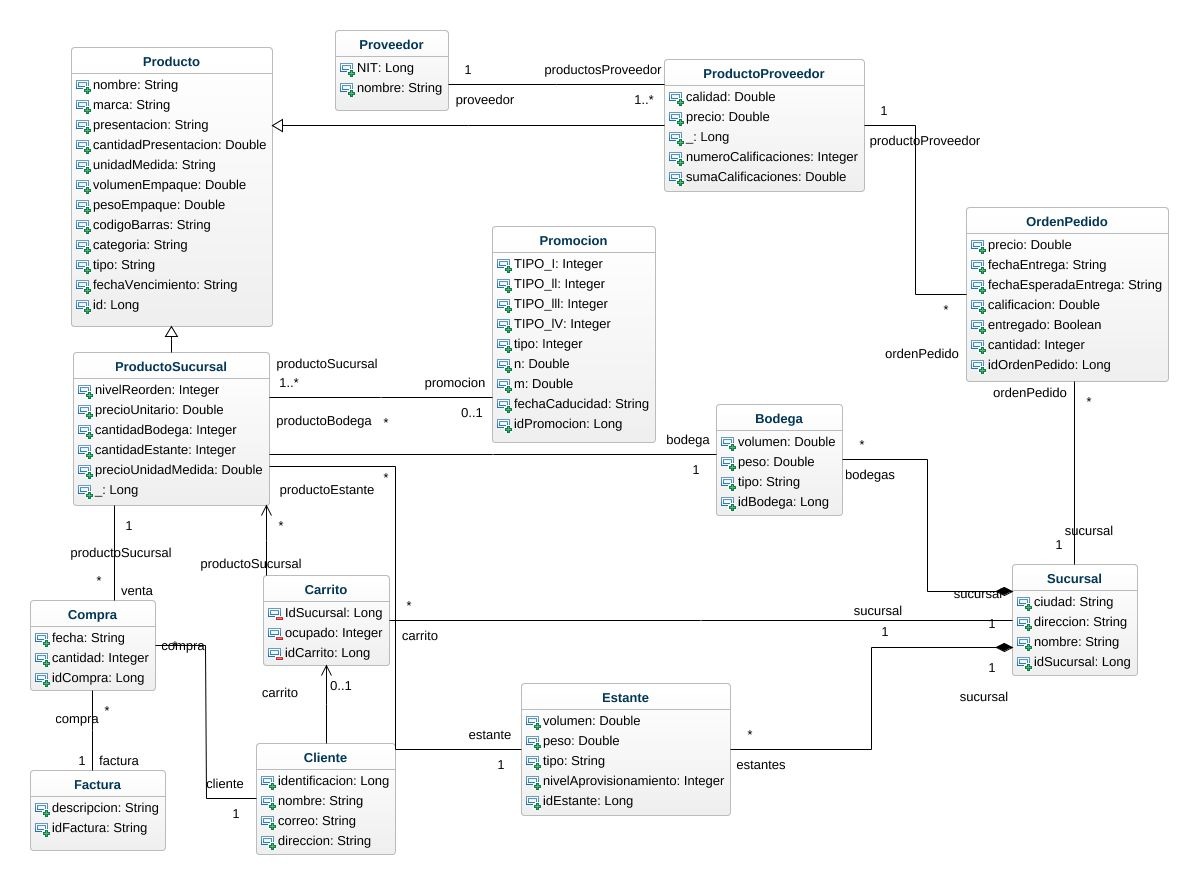 Producto
nombre: String
marca: String
presentacion: String
cantidadPresentacion: Double
unidadMedida: String
volumenEmpaque: Double
pesoEmpaque: Double
codigoBarras: String
categoria: String
tipo: String
fechaVencimiento: String
id: Long
Proveedor
NIT: Long
nombre: String
1
proveedor
productosProveedor
1..*
ProductoProveedor
calidad: Double
precio: Double
_: Long
numeroCalificaciones: Integer
sumaCalificaciones: Double
1
productoProveedor
OrdenPedido
precio: Double
fechaEntrega: String
fechaEsperadaEntrega: String
calificacion: Double
entregado: Boolean
cantidad: Integer
idOrdenPedido: Long
*
ordenPedido
ordenPedido
*
Promocion
TIPO_I: Integer
TIPO_II: Integer
TIPO_III: Integer
TIPO_IV: Integer
tipo: Integer
n: Double
m: Double
fechaCaducidad: String
idPromocion: Long
ProductoSucursal
nivelReorden: Integer
precioUnitario: Double
cantidadBodega: Integer
cantidadEstante: Integer
precioUnidadMedida: Double
_: Long
productoSucursal
1..*
promocion
0..1
productoBodega
*
bodega
1
*
productoEstante
Bodega
volumen: Double
peso: Double
tipo: String
idBodega: Long
*
bodegas
1
productoSucursal
*
venta
*
productoSucursal
sucursal
1
Compra
fecha: String
cantidad: Integer
idCompra: Long
Carrito
IdSucursal: Long
ocupado: Integer
idCarrito: Long
*
carrito
sucursal
1
sucursal
1
Sucursal
ciudad: String
direccion: String
nombre: String
idSucursal: Long
1
sucursal
*
compra
compra
*
1
factura
Factura
descripcion: String
idFactura: String
cliente
1
carrito
0..1
Cliente
identificacion: Long
nombre: String
correo: String
direccion: String
estante
1
Estante
volumen: Double
peso: Double
tipo: String
nivelAprovisionamiento: Integer
idEstante: Long
*
estantes